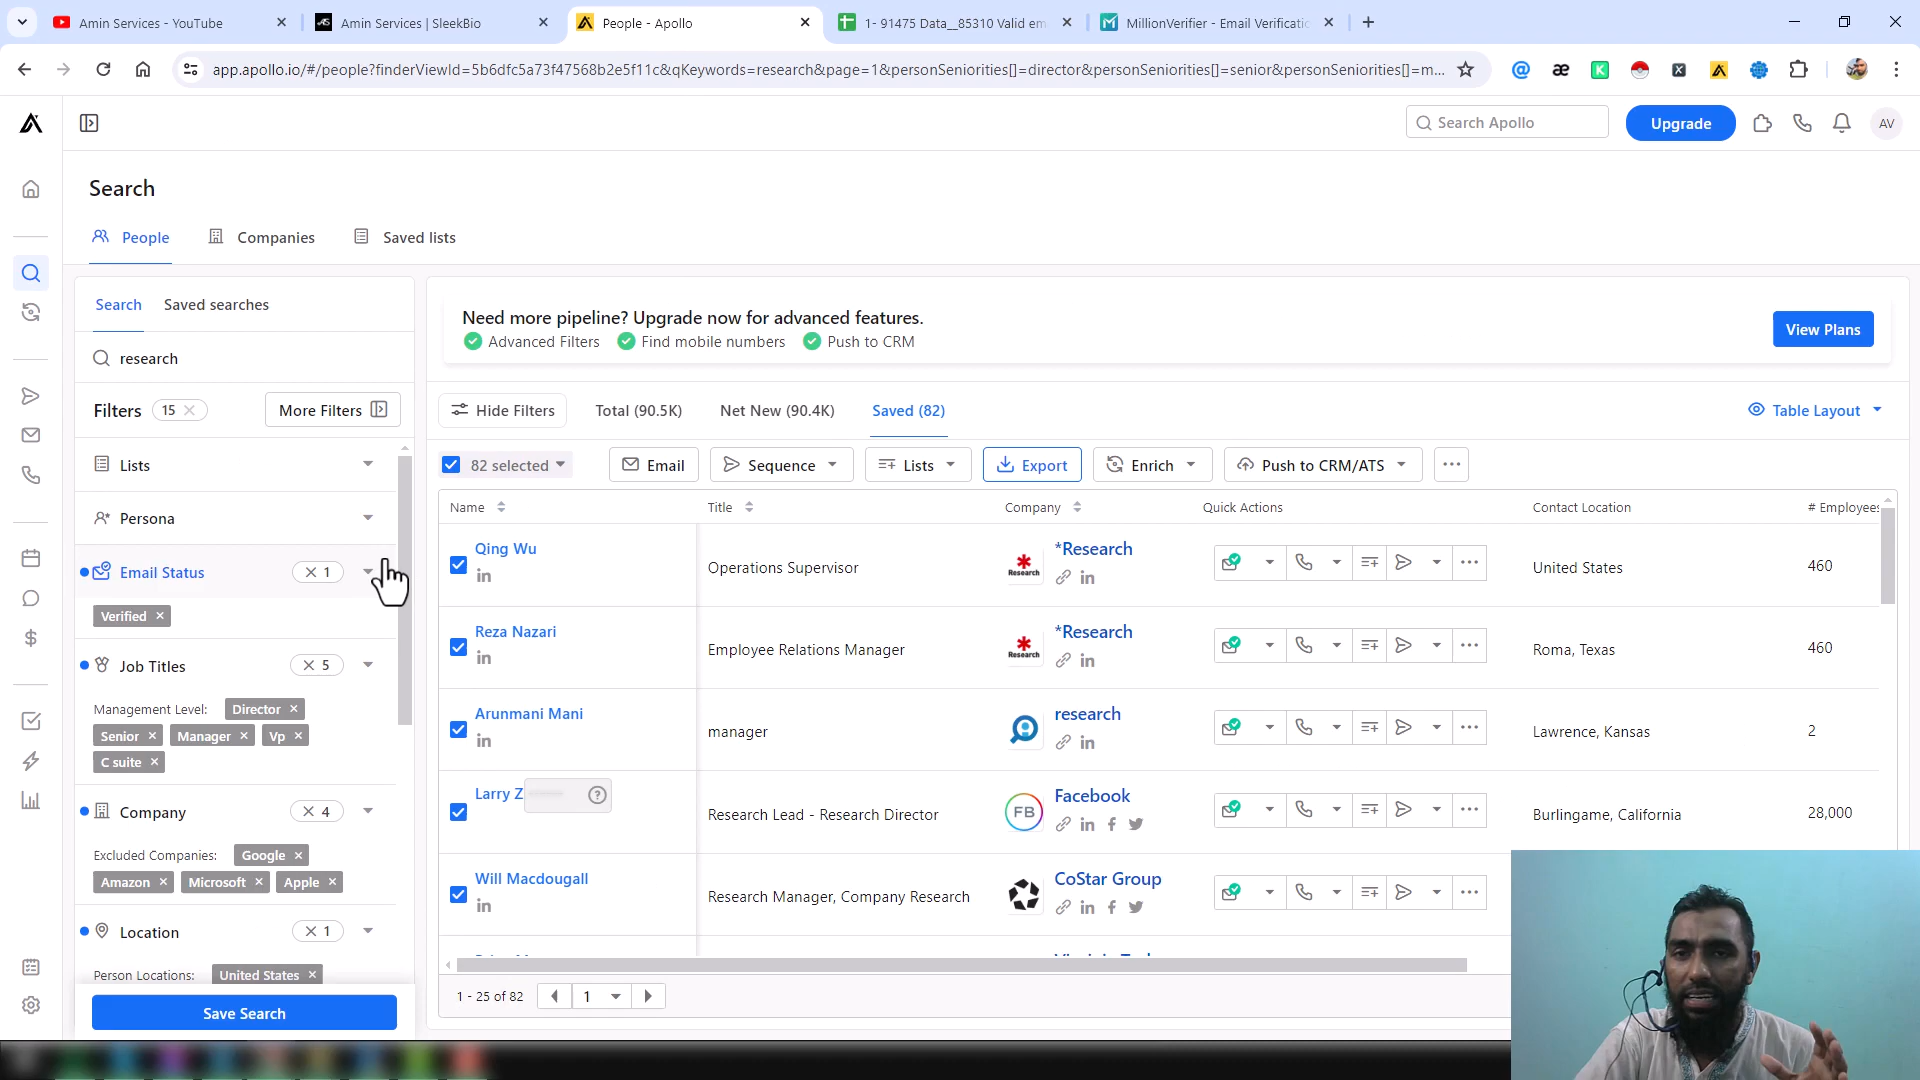 Amin Services - YouTube
Amin Services | SleekBio
People - Apollo
1- 91475 Data__85310 Valid em
MillionVerifier - Email Verificatio
app.apollo.io/#/people?finderViewId=5b6dfc5a73f47568b2e5f11c&qKeywords=research&page=1&personSeniorities[]=director&personSeniorities[]=senior&personSeniorities[]=m...
Search Apollo
Upgrade
AV
Search
People
Companies
Saved lists
Search
Saved searches
research
Filters
15
More Filters
Lists
Persona
Email Status
1
Verified
Job Titles
5
Management Level: Director
Senior Manager Vp
C suite
Company
4
Excluded Companies: Google
Amazon Microsoft Apple
Location
1
Person Locations: United States
Save Search
Need more pipeline? Upgrade now for advanced features.
Advanced Filters Find mobile numbers Push to CRM
View Plans
Hide Filters
Total (90.5K)
Net New (90.4K)
Saved (82)
Table Layout
82 selected
Email
Sequence
Lists
Export
Enrich
Push to CRM/ATS
Name Title Company Quick Actions Contact Location # Employees
Qing Wu
Operations Supervisor
Research
*Research
United States
460
Reza Nazari
Employee Relations Manager
Research
*Research
Roma, Texas
460
Arunmani Mani
manager
research
Lawrence, Kansas
2
Larry Z
Research Lead - Research Director
FB
Facebook
Burlingame, California
28,000
Will Macdougall
Research Manager, Company Research
CoStar Group
1 - 25 of 82
1